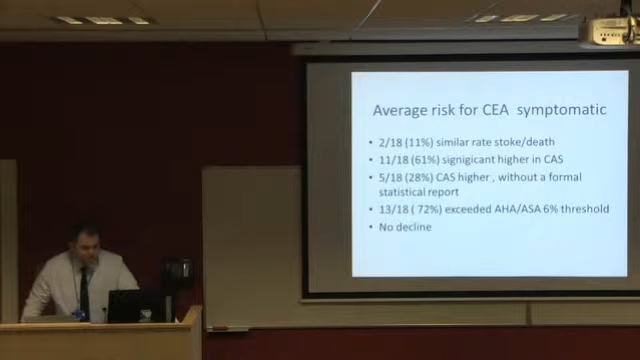 Average risk for CEA symptomatic
• 2/18 (11%) similar rate stoke/death
• 11/18 (61%) signigicant higher in CAS
• 5/18 (28%) CAS higher , without a formal
statistical report
• 13/18 ( 72%) exceeded AHA/ASA 6% threshold
• No decline